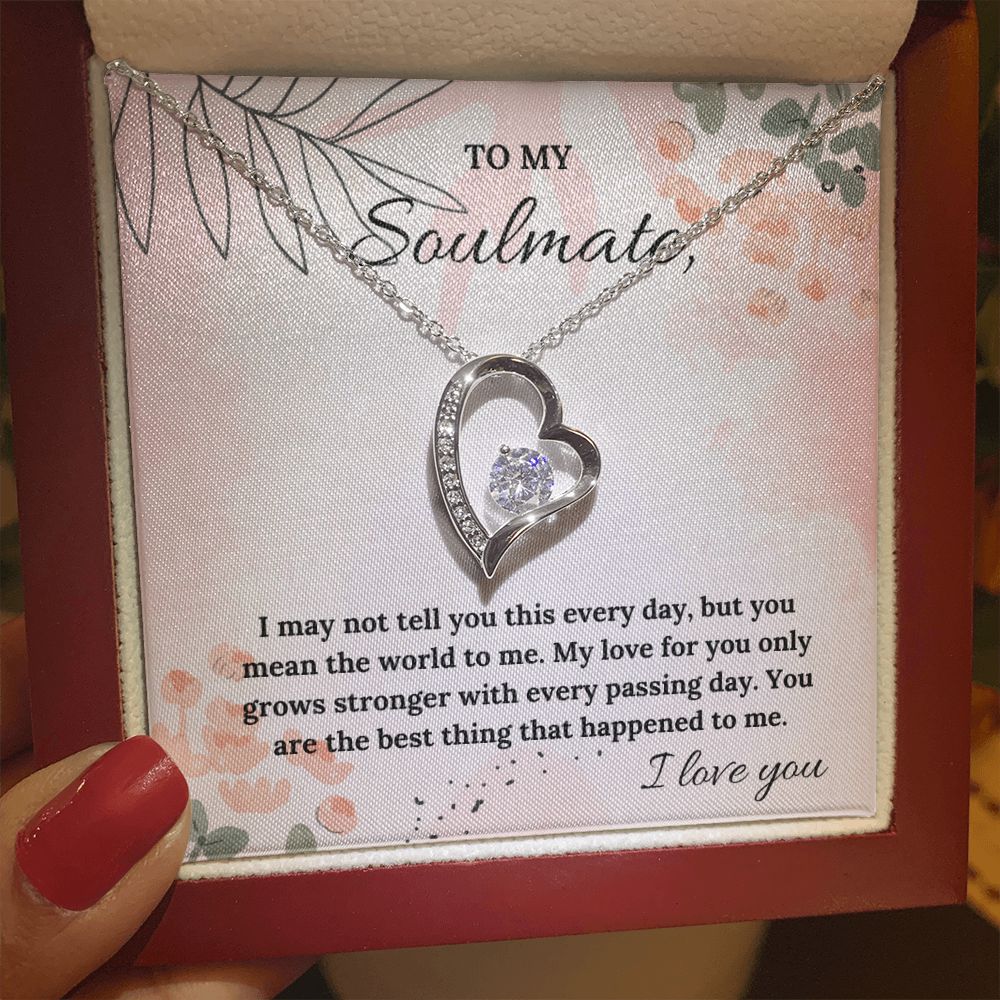 TO MY
Soulmate,
I may not tell you this every day, but you
mean the world to me. My love for you only
grows stronger with every passing day. You
are the best thing that happened to me.
I love you